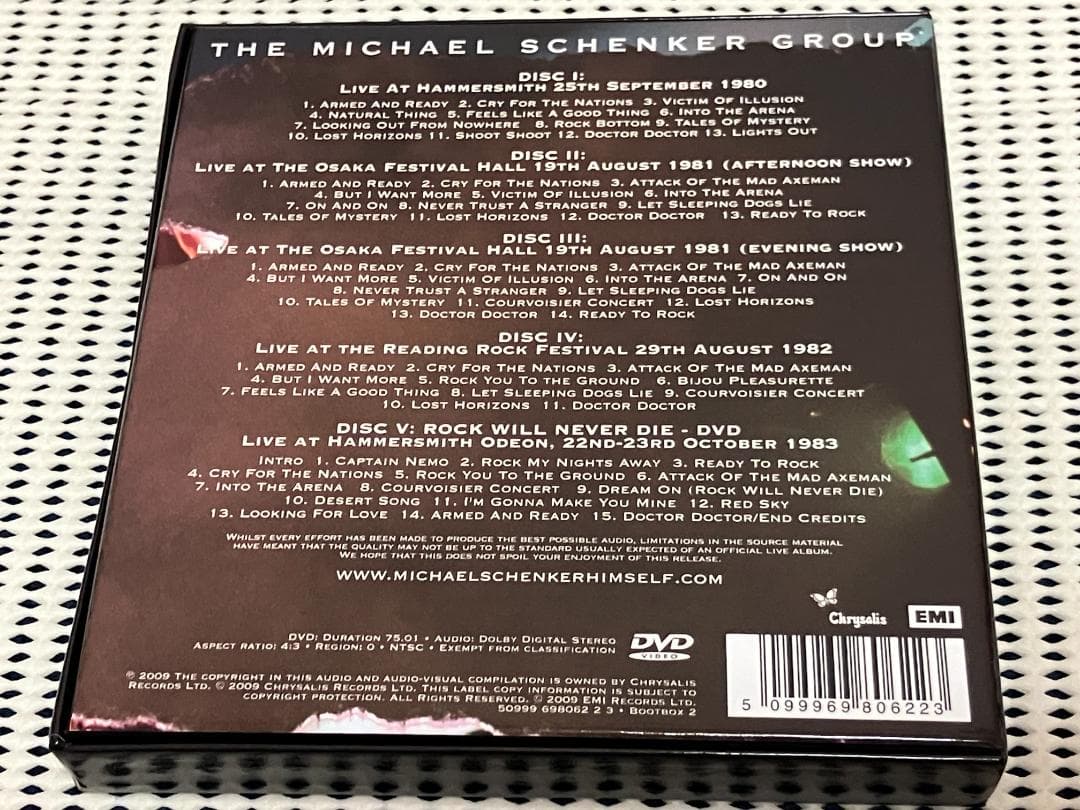 THE MICHAEL SCHENKER GROUP
DISC I:
LIVE AT HAMMERSMITH 25TH SEPTEMBER 1980
1. ARMED AND READY 2. CRY FOR THE NATIONS 3. VICTIM OF ILLUSION
4. NATURAL THING 5. FEELS LIKE A GOOD THING 6. INTO THE ARENA
7. LOOKING OUT FROM NOWHERE 8. ROCK BOTTOM 9. TALES OF MYSTERY
10. LOST HORIZONS 11. SHOOT SHOOT 12. DOCTOR DOCTOR 13. LIGHTS OUT
DISC II:
LIVE AT THE OSAKA FESTIVAL HALL 19TH AUGUST 1981 (AFTERNOON SHOW)
1. ARMED AND READY 2. CRY FOR THE NATIONS 3. ATTACK OF THE MAD AXEMAN
4. BUT I WANT MORE 5. VICTIM OF ILLUSION 6. INTO THE ARENA
7. ON AND ON 8. NEVER TRUST A STRANGER 9. LET SLEEPING DOGS LIE
10. TALES OF MYSTERY 11. LOST HORIZONS 12. DOCTOR DOCTOR 13. READY TO ROCK
DISC III:
LIVE AT THE OSAKA FESTIVAL HALL 19TH AUGUST 1981 (EVENING SHOW)
1. ARMED AND READY 2. CRY FOR THE NATIONS 3. ATTACK OF THE MAD AXEMAN
4. BUT I WANT MORE 5. VICTIM OF ILLUSION 6. INTO THE ARENA 7. ON AND ON
8. NEVER TRUST A STRANGER 9. LET SLEEPING DOGS LIE
10. TALES OF MYSTERY 11. COURVOISIER CONCERT 12. LOST HORIZONS
13. DOCTOR DOCTOR 14. READY TO ROCK
DISC IV:
LIVE AT THE READING ROCK FESTIVAL 29TH AUGUST 1982
1. ARMED AND READY 2. CRY FOR THE NATIONS 3. ATTACK OF THE MAD AXEMAN
4. BUT I WANT MORE 5. ROCK YOU TO THE GROUND 6. BIJOU PLEASURETTE
7. FEELS LIKE A GOOD THING 8. LET SLEEPING DOGS LIE 9. COURVOISIER CONCERT
10. LOST HORIZONS 11. DOCTOR DOCTOR
DISC V: ROCK WILL NEVER DIE - DVD
LIVE AT HAMMERSMITH ODEON, 22ND-23RD OCTOBER 1983
INTRO 1. CAPTAIN NEMO 2. ROCK MY NIGHTS AWAY 3. READY TO ROCK
4. CRY FOR THE NATIONS 5. ROCK YOU TO THE GROUND 6. ATTACK OF THE MAD AXEMAN
7. INTO THE ARENA 8. COURVOISIER CONCERT 9. DREAM ON (ROCK WILL NEVER DIE)
10. DESERT SONG 11. I'M GONNA MAKE YOU MINE 12. RED SKY
13. LOOKING FOR LOVE 14. ARMED AND READY 15. DOCTOR DOCTOR/END CREDITS
WHILST EVERY EFFORT HAS BEEN MADE TO PRODUCE THE BEST POSSIBLE AUDIO, LIMITATIONS IN THE SOURCE MATERIAL
HAVE MEANT THAT THE QUALITY MAY NOT BE UP TO THE STANDARD USUALLY EXPECTED OF AN OFFICIAL LIVE ALBUM.
WE HOPE THAT THIS DOES NOT SPOIL YOUR ENJOYMENT OF THIS RELEASE.
WWW.MICHAELSCHENKERHIMSELF.COM
Chrysalis EMI
DVD: DURATION 75.01 • AUDIO: DOLBY DIGITAL STEREO
ASPECT RATIO: 4:3 • REGION: 0 • NTSC • EXEMPT FROM CLASSIFICATION
DVD VIDEO
℗ 2009 THE COPYRIGHT IN THIS AUDIO AND AUDIO-VISUAL COMPILATION IS OWNED BY CHRYSALIS
RECORDS LTD. © 2009 CHRYSALIS RECORDS LTD. THIS LABEL COPY INFORMATION IS SUBJECT TO
COPYRIGHT PROTECTION. ALL RIGHTS RESERVED. © 2009 EMI RECORDS LTD.
50999 698062 2 3 • BOOTBOX 2
5 099969 806223